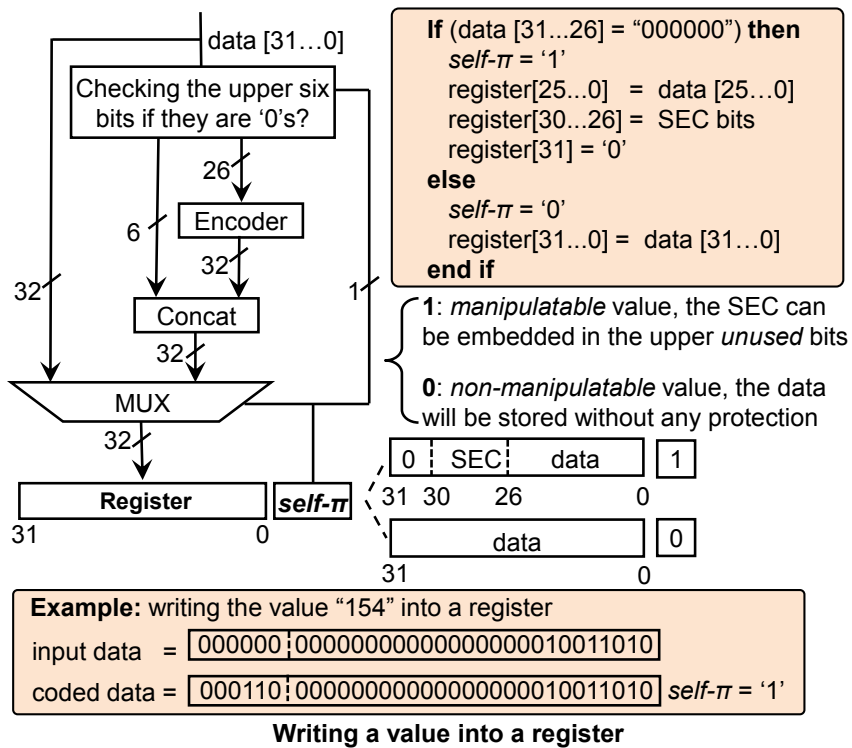 data [31…0]
Checking the upper six
bits if they are ‘0’s?
26
6
Encoder
32
32
1
Concat
32
MUX
32
Register
self-π
31
0
If (data [31...26] = “000000”) then
self-π = ‘1’
register[25...0] = data [25…0]
register[30...26] = SEC bits
register[31] = ‘0’
else
self-π = ‘0’
register[31...0] = data [31…0]
end if
1: manipulatable value, the SEC can
be embedded in the upper unused bits
0: non-manipulatable value, the data
will be stored without any protection
0 SEC data 1
31 30 26 0
data 0
31 0
Example: writing the value “154” into a register
input data = 000000 00000000000000000010011010
coded data = 000110 00000000000000000010011010 self-π = ‘1’
Writing a value into a register